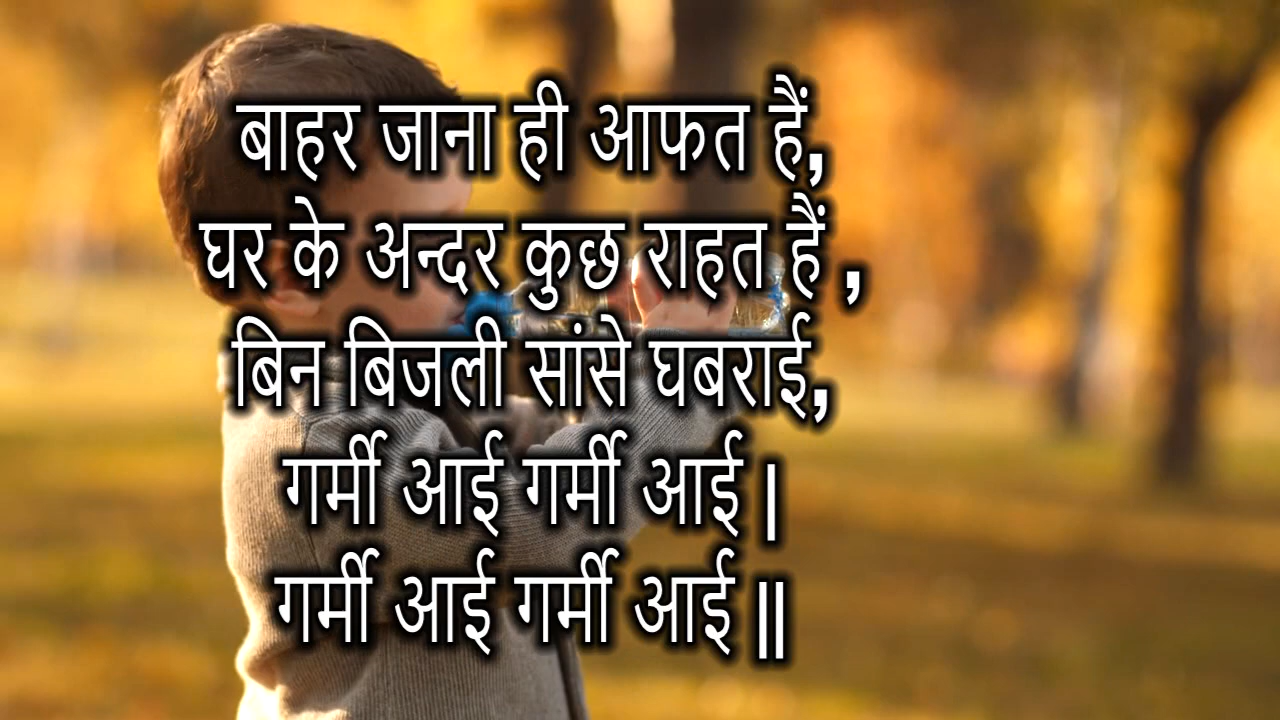 बाहर जाना ही आफत हैं,
घर के अन्दर कुछ राहत हैं ,
बिन बिजली सांसे घबराई,
गर्मी आई गर्मी आई |
गर्मी आई गर्मी आई ||